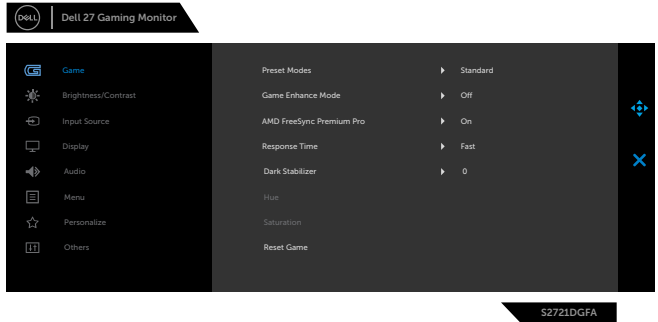 DELL Dell 27 Gaming Monitor
Game Preset Modes Standard
Brightness/Contrast Game Enhance Mode Off
Input Source AMD FreeSync Premium Pro On
Display Response Time Fast
Audio Dark Stabilizer 0
Menu Hue
Personalize Saturation
Others Reset Game
S2721DGFA